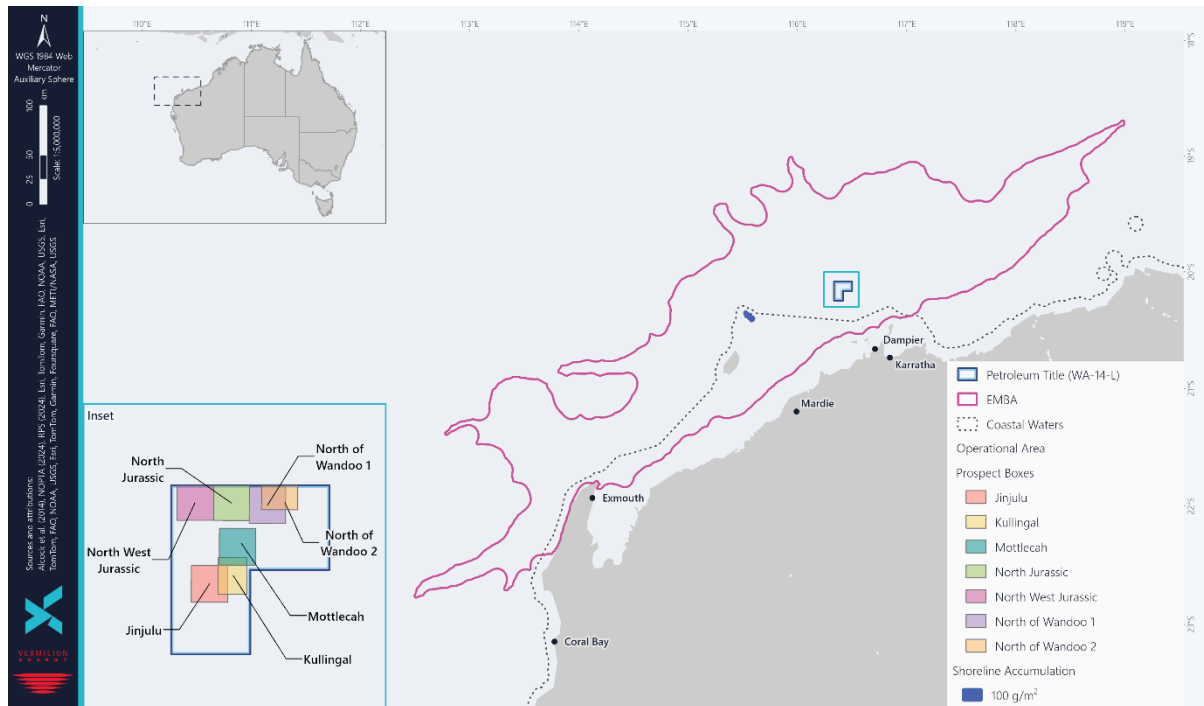 N
WGS 1984 Web
Mercator
Auxiliary Sphere
0 25 50 100
km
Scale: 1:5,000,000
Sources and attributions:
Alcock et al. (2014), NOPTA (2024), RPS (2024), Esri, TomTom, Garmin, FAO, NOAA, USGS, Esri,
TomTom, FAO, NOAA, USGS, Esri, TomTom, Garmin, Foursquare, FAO, METI/NASA, USGS
VERMILION
ENERGY
110°E 111°E 112°E 113°E 114°E 115°E 116°E 117°E 118°E 119°E
18°S
19°S
20°S
21°S
22°S
23°S
Dampier
Karratha
Mardie
Exmouth
Coral Bay
Inset
North
Jurassic
North of
Wandoo 1
North West
Jurassic
North of
Wandoo 2
Jinjulu
Mottlecah
Kullingal
Petroleum Title (WA-14-L)
EMBA
Coastal Waters
Operational Area
Prospect Boxes
Jinjulu
Kullingal
Mottlecah
North Jurassic
North West Jurassic
North of Wandoo 1
North of Wandoo 2
Shoreline Accumulation
100 g/m²